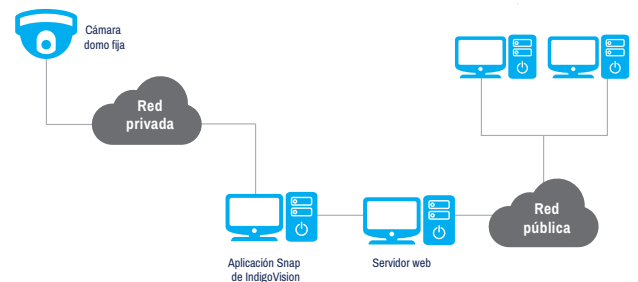 Cámara
domo fija
Red
privada
Aplicación Snap
de IndigoVision
Servidor web
Red
pública